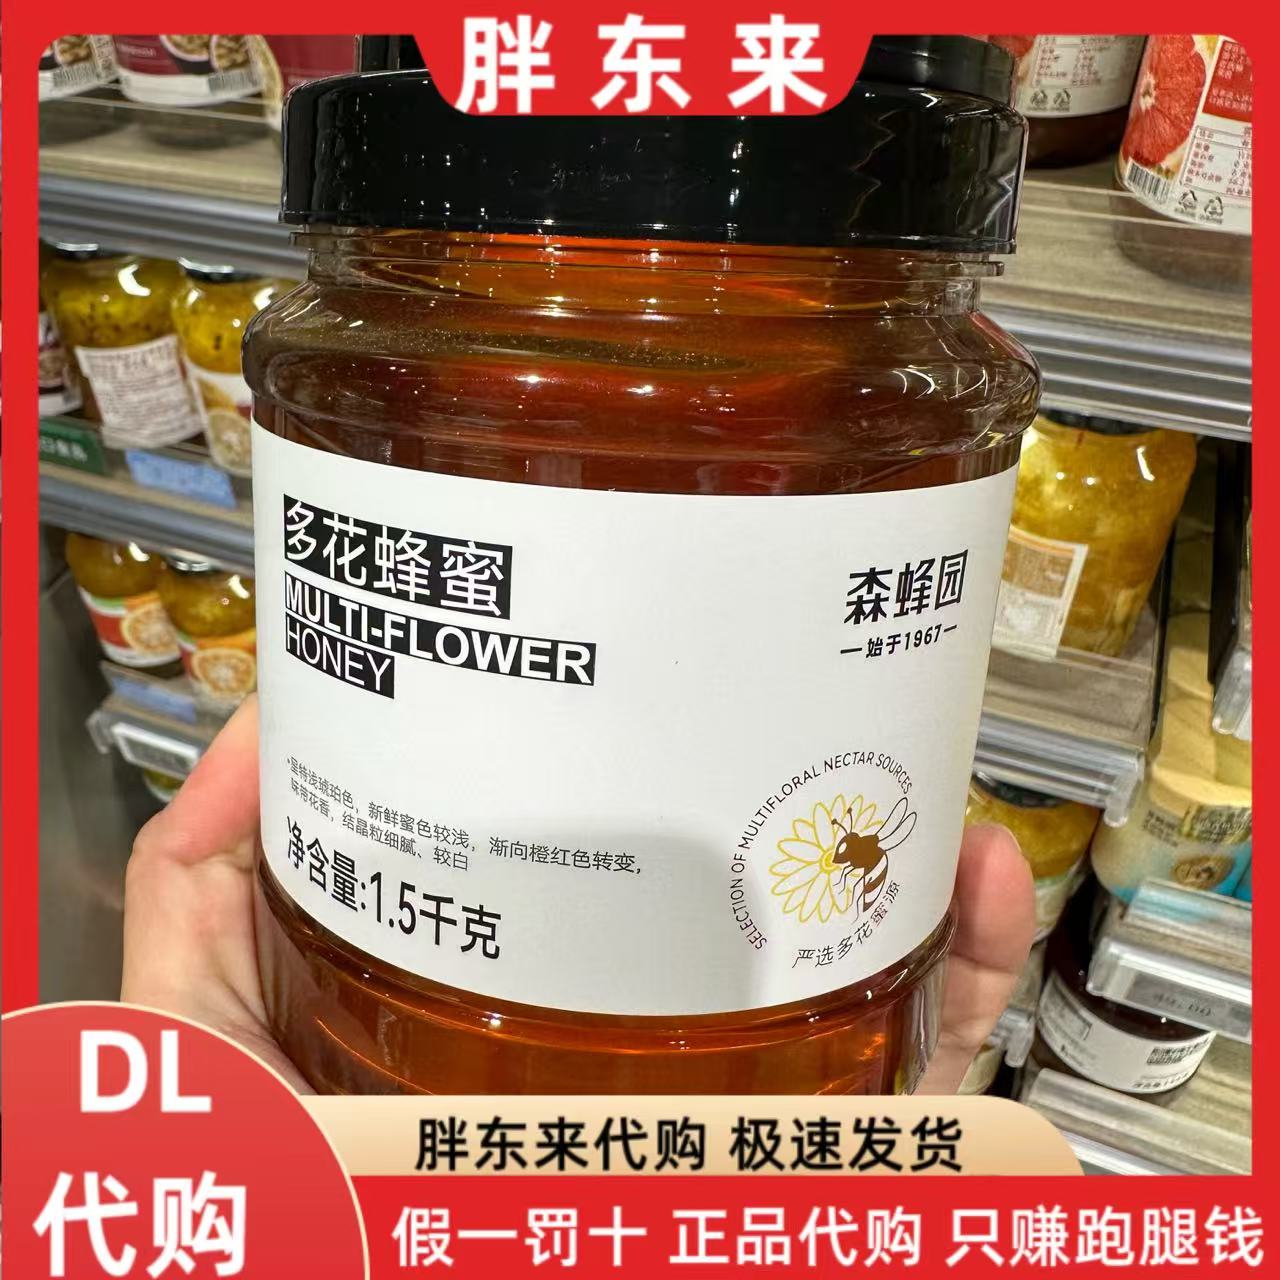 胖东来
多花蜂蜜
MULTI-FLOWER
HONEY
森蜂园
—始于1967—
•呈特浅琥珀色，新鲜蜜色较浅，渐向橙红色转变，
味带花香，结晶粒细腻、较白
净含量:1.5千克
SELECTION OF MULTIFLORAL NECTAR SOURCES
严选多花蜜源
DL
代购
胖东来代购 极速发货
假一罚十 正品代购 只赚跑腿钱